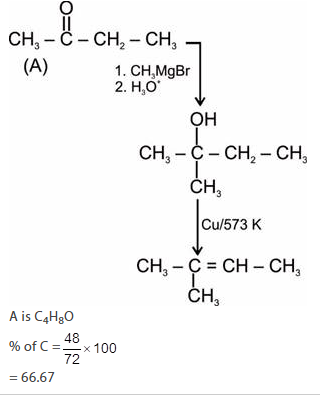 O
CH₃ – C – CH₂ – CH₃
(A)
1. CH₃MgBr
2. H₃O⁺
OH
CH₃ – C – CH₂ – CH₃
CH₃
Cu/573 K
CH₃ – C = CH – CH₃
CH₃
A is C₄H₈O
% of C = 48/72 × 100
= 66.67